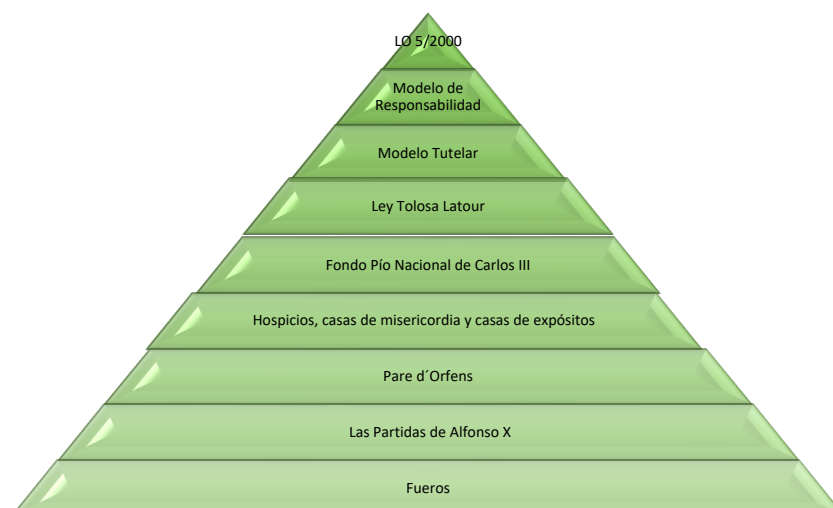 LO 5/2000
Modelo de
Responsabilidad
Modelo Tutelar
Ley Tolosa Latour
Fondo Pío Nacional de Carlos III
Hospicios, casas de misericordia y casas de expósitos
Pare d´Orfens
Las Partidas de Alfonso X
Fueros